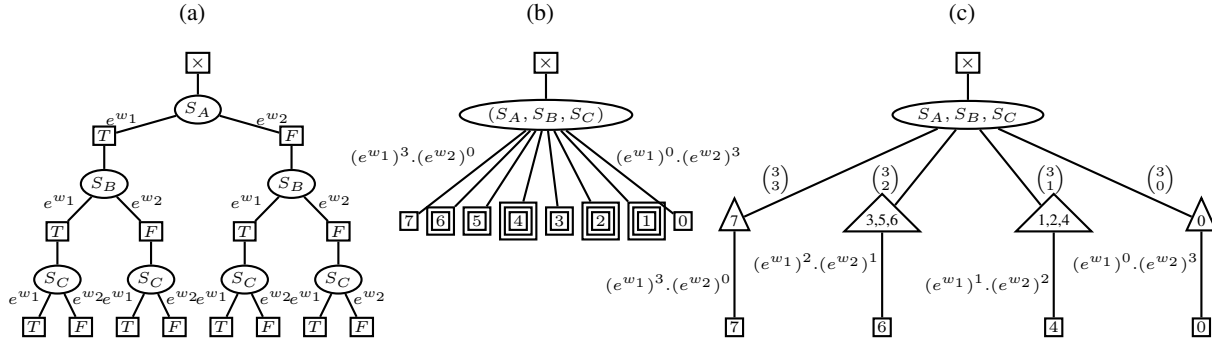 (a)
(b)
(c)
×
×
×
S_A
(S_A, S_B, S_C)
S_A, S_B, S_C
e^{w_1}
e^{w_2}
T
F
(e^{w_1})^3.(e^{w_2})^0
(e^{w_1})^0.(e^{w_2})^3
\binom{3}{3}
\binom{3}{2}
\binom{3}{1}
\binom{3}{0}
S_B
S_B
e^{w_1}
e^{w_2}
e^{w_1}
e^{w_2}
7
6
5
4
3
2
1
0
7
3,5,6
1,2,4
0
T
F
T
F
S_C
S_C
S_C
S_C
(e^{w_1})^3.(e^{w_2})^0
(e^{w_1})^2.(e^{w_2})^1
(e^{w_1})^1.(e^{w_2})^2
(e^{w_1})^0.(e^{w_2})^3
e^{w_1}
e^{w_2}
e^{w_1}
e^{w_2}
e^{w_1}
e^{w_2}
e^{w_1}
e^{w_2}
T
F
T
F
T
F
T
F
7
6
4
0